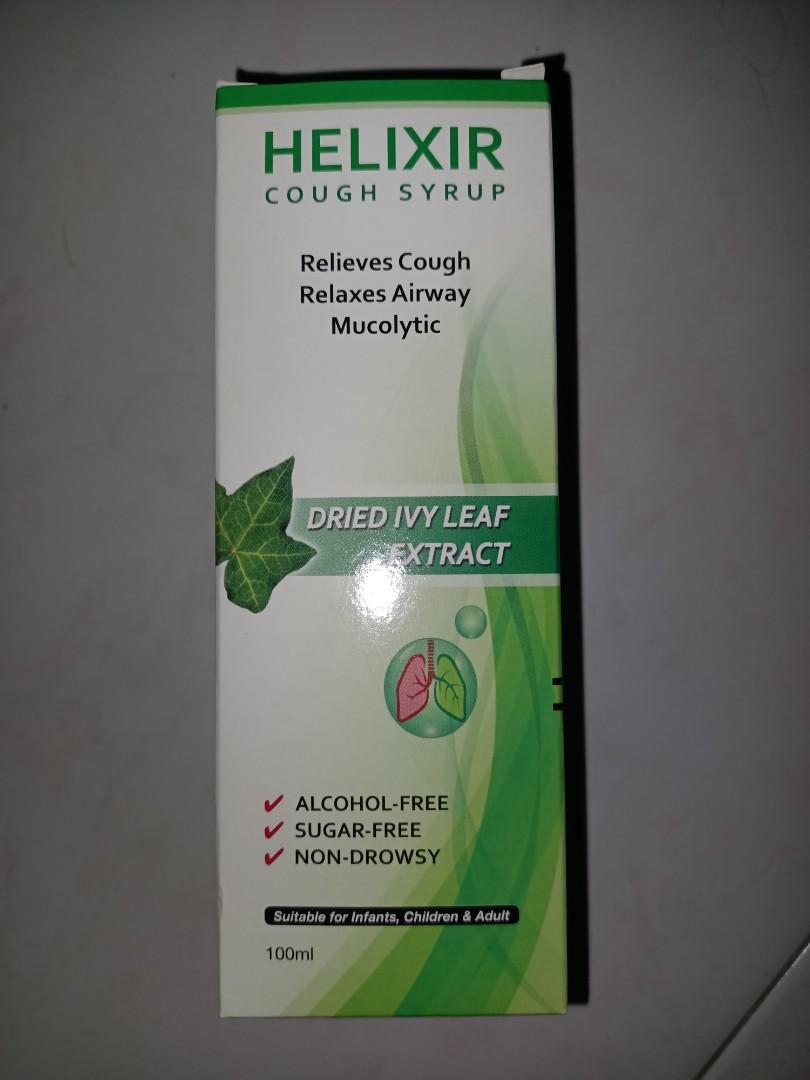 HELIXIR
COUGH SYRUP
Relieves Cough
Relaxes Airway
Mucolytic
DRIED IVY LEAF
EXTRACT
✔ ALCOHOL-FREE
✔ SUGAR-FREE
✔ NON-DROWSY
Suitable for Infants, Children & Adult
100ml